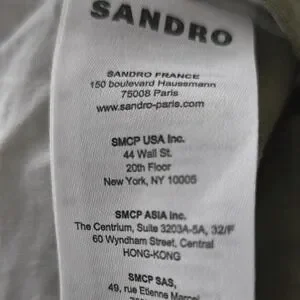 SANDRO
SANDRO FRANCE
150 boulevard Haussmann
75008 Paris
www.sandro-paris.com
SMCP USA Inc.
44 Wall St.
20th Floor
New York, NY 10005
SMCP ASIA Inc.
The Centrium, Suite 3203A-5A, 32/F
60 Wyndham Street, Central
HONG-KONG
SMCP SAS,
49, rue Etienne Marcel